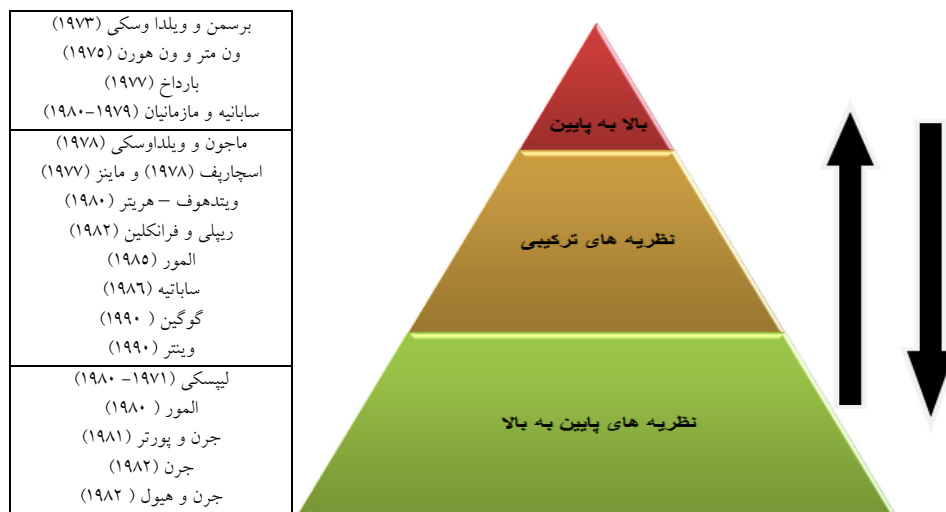 برسمن و ویلدا وسکی (۱۹۷۳)
ون متر و ون هورن (۱۹۷۵)
بارداخ (۱۹۷۷)
سابانیه و مازمانیان (۱۹۷۹-۱۹۸۰)
ماجون و ویلداوسکی (۱۹۷۸)
اسچارپف (۱۹۷۸) و ماینز (۱۹۷۷)
ویتدهوف – هریتر (۱۹۸۰)
ریپلی و فرانکلین (۱۹۸۲)
المور (۱۹۸۵)
ساباتیه (۱۹۸۶)
گوگین ( ۱۹۹۰)
وینتر (۱۹۹۰)
لیپسکی (۱۹۷۱- ۱۹۸۰)
المور ( ۱۹۸۰)
جرن و پورتر (۱۹۸۱)
جرن (۱۹۸۲)
جرن و هیول ( ۱۹۸۲)
بالا به پایین
نظریه های ترکیبی
نظریه های پایین به بالا